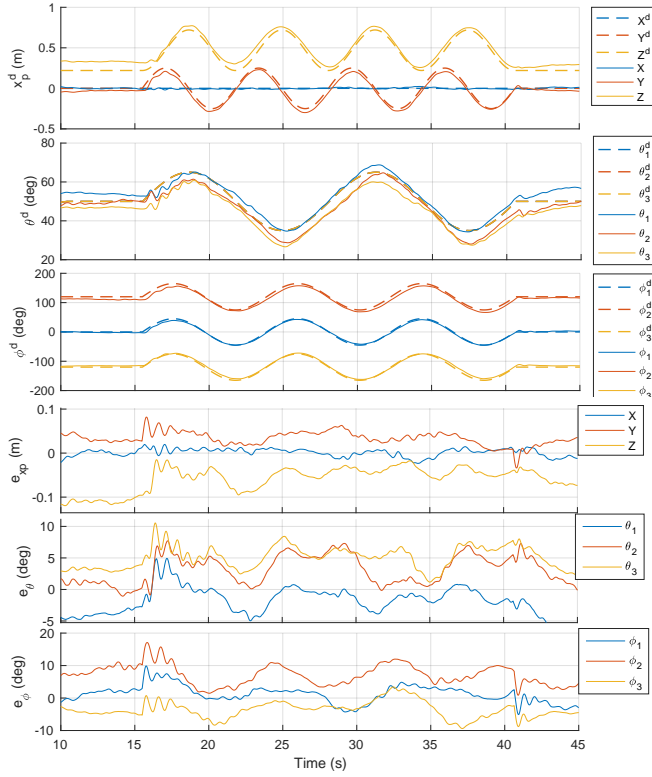 1
0.5
0
-0.5
x_p^d (m)
X^d
Y^d
Z^d
X
Y
Z
80
60
40
20
θ^d (deg)
θ_1^d
θ_2^d
θ_3^d
θ_1
θ_2
θ_3
200
100
0
-100
-200
ϕ^d (deg)
ϕ_1^d
ϕ_2^d
ϕ_3^d
ϕ_1
ϕ_2
ϕ_3
0.1
0
-0.1
e_xp (m)
X
Y
Z
10
5
0
-5
e_θ (deg)
θ_1
θ_2
θ_3
20
10
0
-10
e_ϕ (deg)
ϕ_1
ϕ_2
ϕ_3
10 15 20 25 30 35 40 45
Time (s)